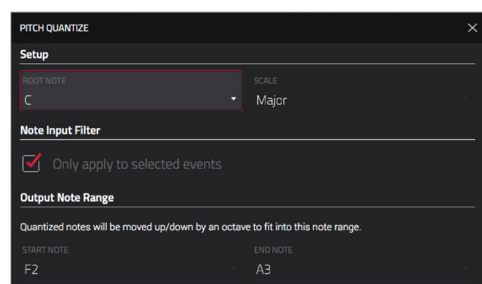 PITCH QUANTIZE
Setup
ROOT NOTE SCALE
C Major
Note Input Filter
Only apply to selected events
Output Note Range
Quantized notes will be moved up/down by an octave to fit into this note range.
START NOTE END NOTE
F2 A3